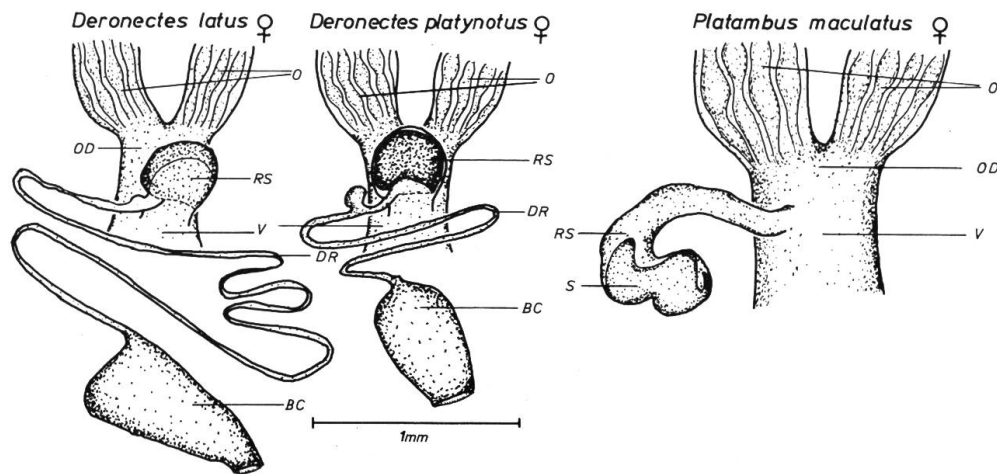 Deronectes latus ♀
Deronectes platynotus ♀
Platambus maculatus ♀
O
O
O
OD
RS
RS
OD
DR
RS
V
V
DR
S
BC
BC
1mm